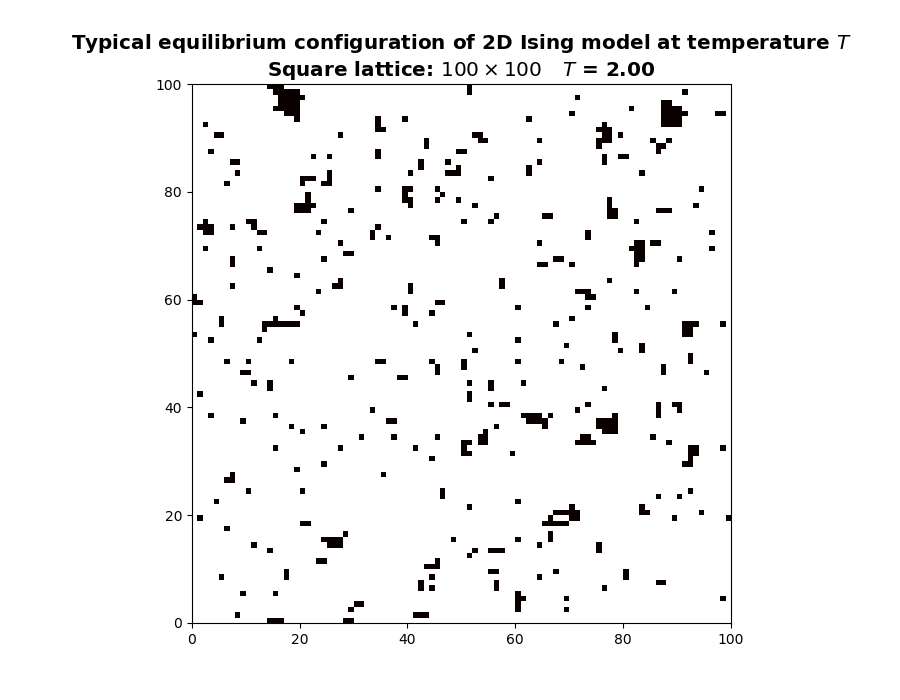 Typical equilibrium configuration of 2D Ising model at temperature T
Square lattice: 100 × 100 T = 2.00
100
80
60
40
20
0
0 20 40 60 80 100